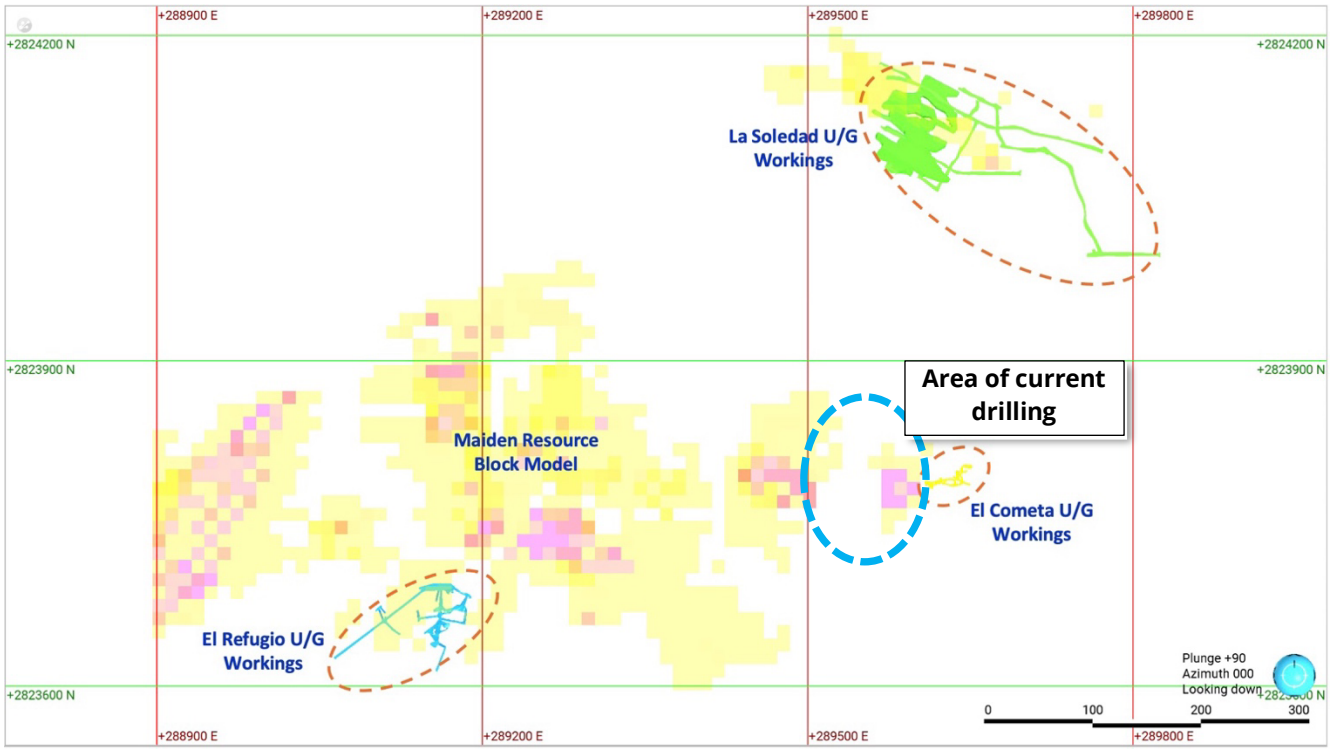 +288900 E
+289200 E
+289500 E
+289800 E
+2824200 N
+2824200 N
La Soledad U/G
Workings
+2823900 N
+2823900 N
Area of current
drilling
Maiden Resource
Block Model
El Cometa U/G
Workings
El Refugio U/G
Workings
Plunge +90
Azimuth 000
Looking down
+2823600 N
+2823600 N
0 100 200 300
+288900 E
+289200 E
+289500 E
+289800 E